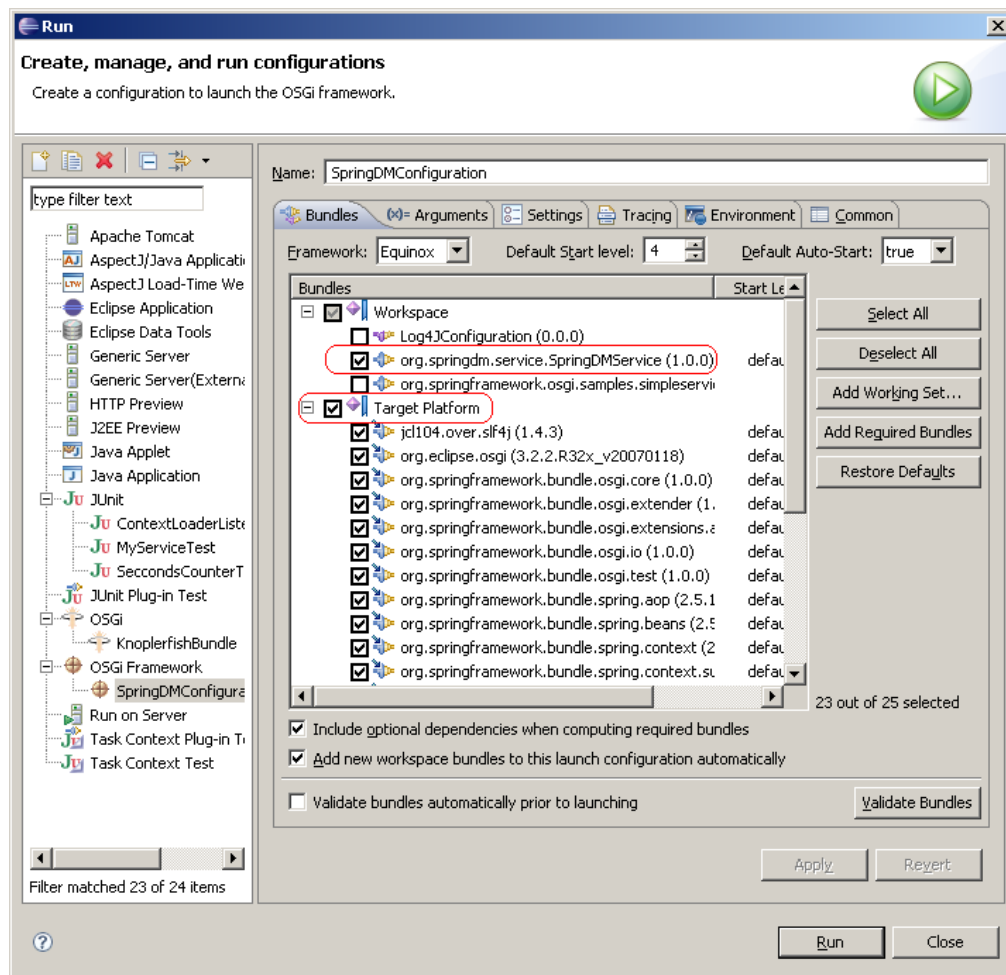 Run
Create, manage, and run configurations
Create a configuration to launch the OSGi framework.
type filter text
Apache Tomcat
AspectJ/Java Applicati
AspectJ Load-Time We
Eclipse Application
Eclipse Data Tools
Generic Server
Generic Server(Externa
HTTP Preview
J2EE Preview
Java Applet
Java Application
JUnit
ContextLoaderListe
MyServiceTest
SeccondsCounterT
JUnit Plug-in Test
OSGi
KnoplerfishBundle
OSGi Framework
SpringDMConfigura
Run on Server
Task Context Plug-in T
Task Context Test
Filter matched 23 of 24 items
Name: SpringDMConfiguration
Bundles (x)= Arguments Settings Tracing Environment Common
Framework: Equinox Default Start level: 4 Default Auto-Start: true
Bundles Start Le
Workspace
Log4JConfiguration (0.0.0)
org.springdm.service.SpringDMService (1.0.0) defau
org.springframework.osgi.samples.simpleservi
Target Platform
jcl104.over.slf4j (1.4.3) defau
org.eclipse.osgi (3.2.2.R32x_v20070118) defau
org.springframework.bundle.osgi.core (1.0.0) defau
org.springframework.bundle.osgi.extender (1. defau
org.springframework.bundle.osgi.extensions.a defau
org.springframework.bundle.osgi.io (1.0.0) defau
org.springframework.bundle.osgi.test (1.0.0) defau
org.springframework.bundle.spring.aop (2.5.1 defau
org.springframework.bundle.spring.beans (2.5 defau
org.springframework.bundle.spring.context (2 defau
org.springframework.bundle.spring.context.su defau
Select All
Deselect All
Add Working Set...
Add Required Bundles
Restore Defaults
23 out of 25 selected
Include optional dependencies when computing required bundles
Add new workspace bundles to this launch configuration automatically
Validate bundles automatically prior to launching
Validate Bundles
Apply Revert
Run Close